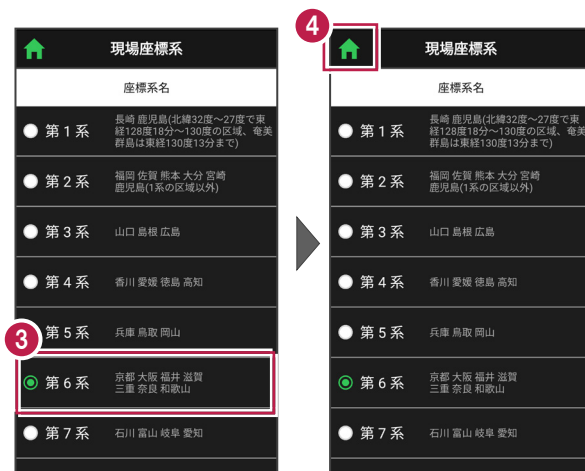 現場座標系
座標系名
第1系
長崎 鹿児島(北緯32度～27度で東
経128度18分～130度の区域、奄美
群島は東経130度13分まで)
第2系
福岡 佐賀 熊本 大分 宮崎
鹿児島(1系の区域以外)
第3系
山口 島根 広島
第4系
香川 愛媛 徳島 高知
3
第5系
兵庫 鳥取 岡山
第6系
京都 大阪 福井 滋賀
三重 奈良 和歌山
第7系
石川 富山 岐阜 愛知
4
現場座標系
座標系名
第1系
長崎 鹿児島(北緯32度～27度で東
経128度18分～130度の区域、奄美
群島は東経130度13分まで)
第2系
福岡 佐賀 熊本 大分 宮崎
鹿児島(1系の区域以外)
第3系
山口 島根 広島
第4系
香川 愛媛 徳島 高知
第5系
兵庫 鳥取 岡山
第6系
京都 大阪 福井 滋賀
三重 奈良 和歌山
第7系
石川 富山 岐阜 愛知